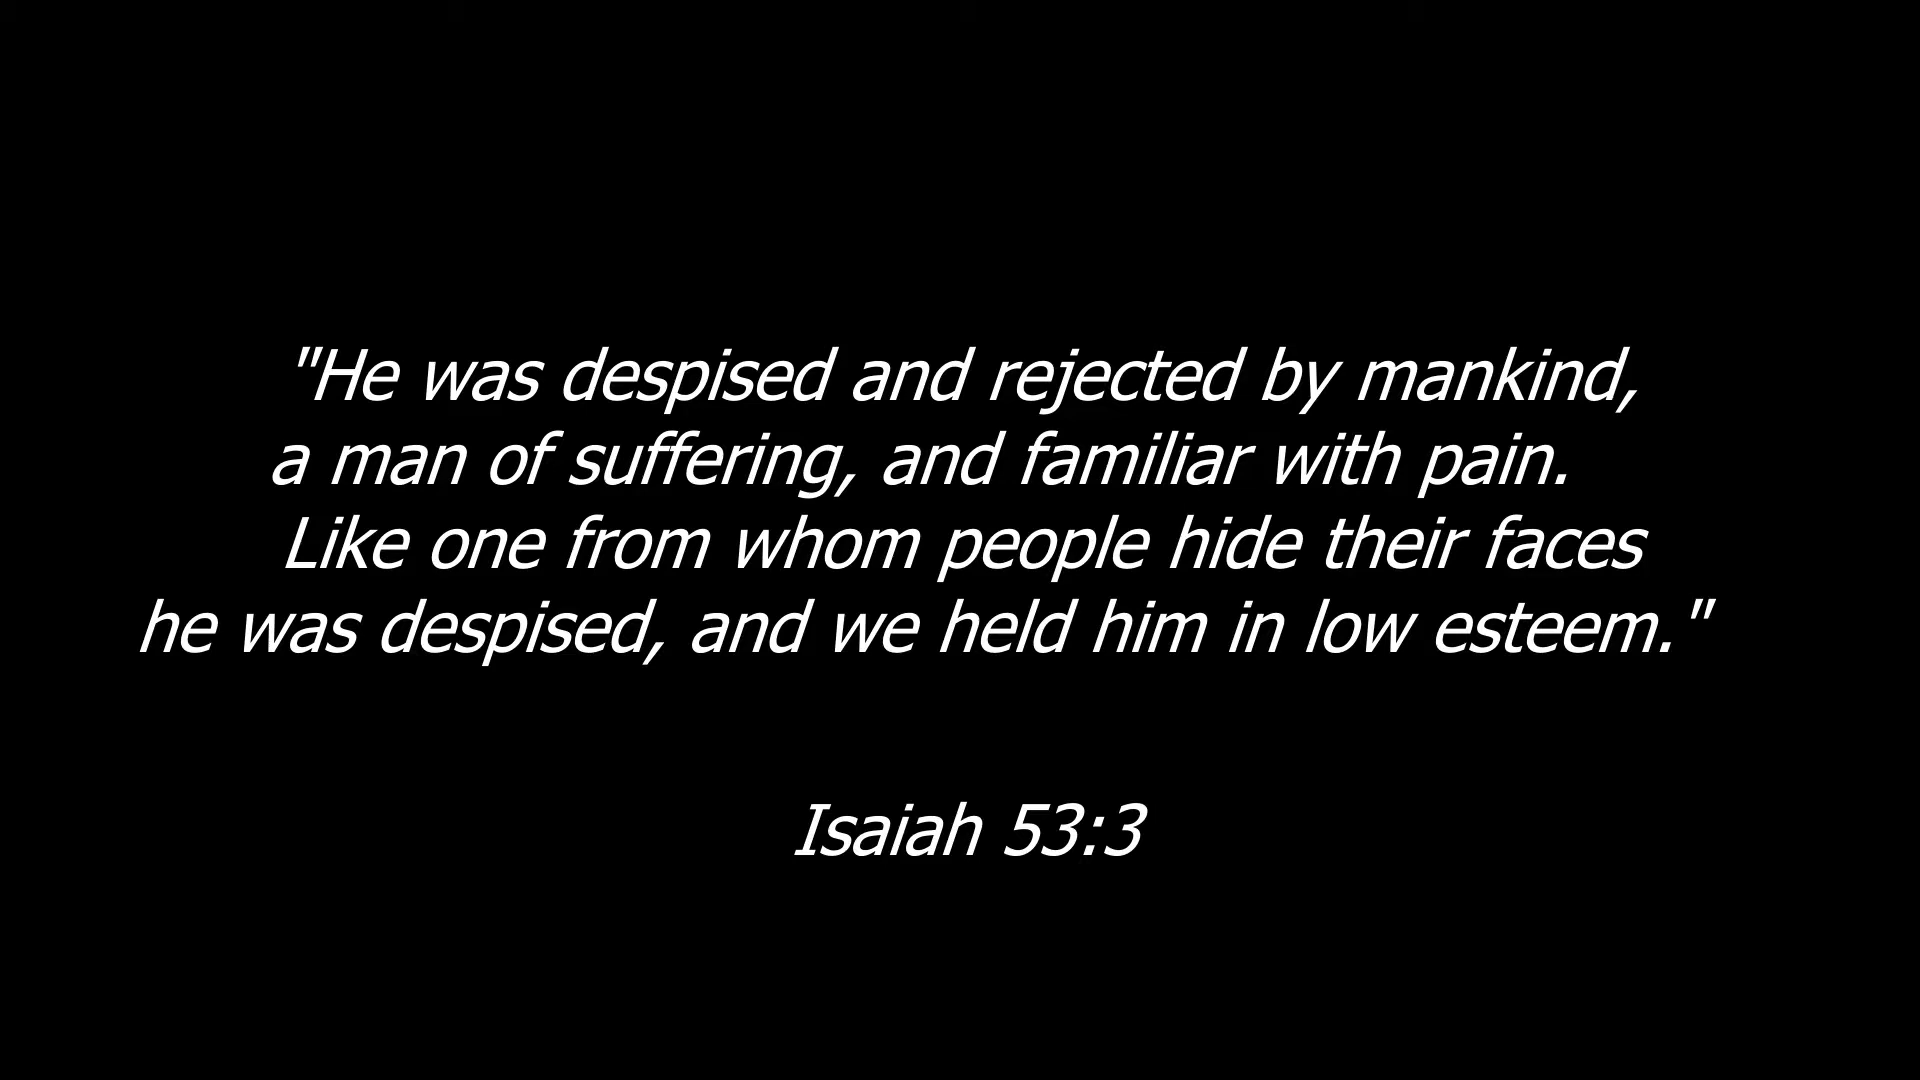 "He was despised and rejected by mankind,
a man of suffering, and familiar with pain.
Like one from whom people hide their faces
he was despised, and we held him in low esteem."
Isaiah 53:3